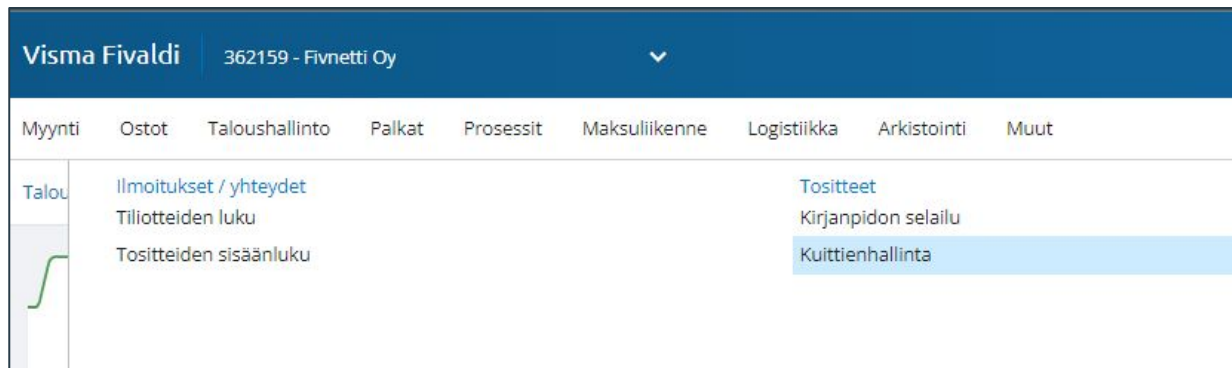 Visma Fivaldi 362159 - Fivnetti Oy
Myynti Ostot Taloushallinto Palkat Prosessit Maksuliikenne Logistiikka Arkistointi Muut
Talou
Ilmoitukset / yhteydet
Tiliotteiden luku
Tositteiden sisäänluku
Tositteet
Kirjanpidon selailu
Kuittienhallinta